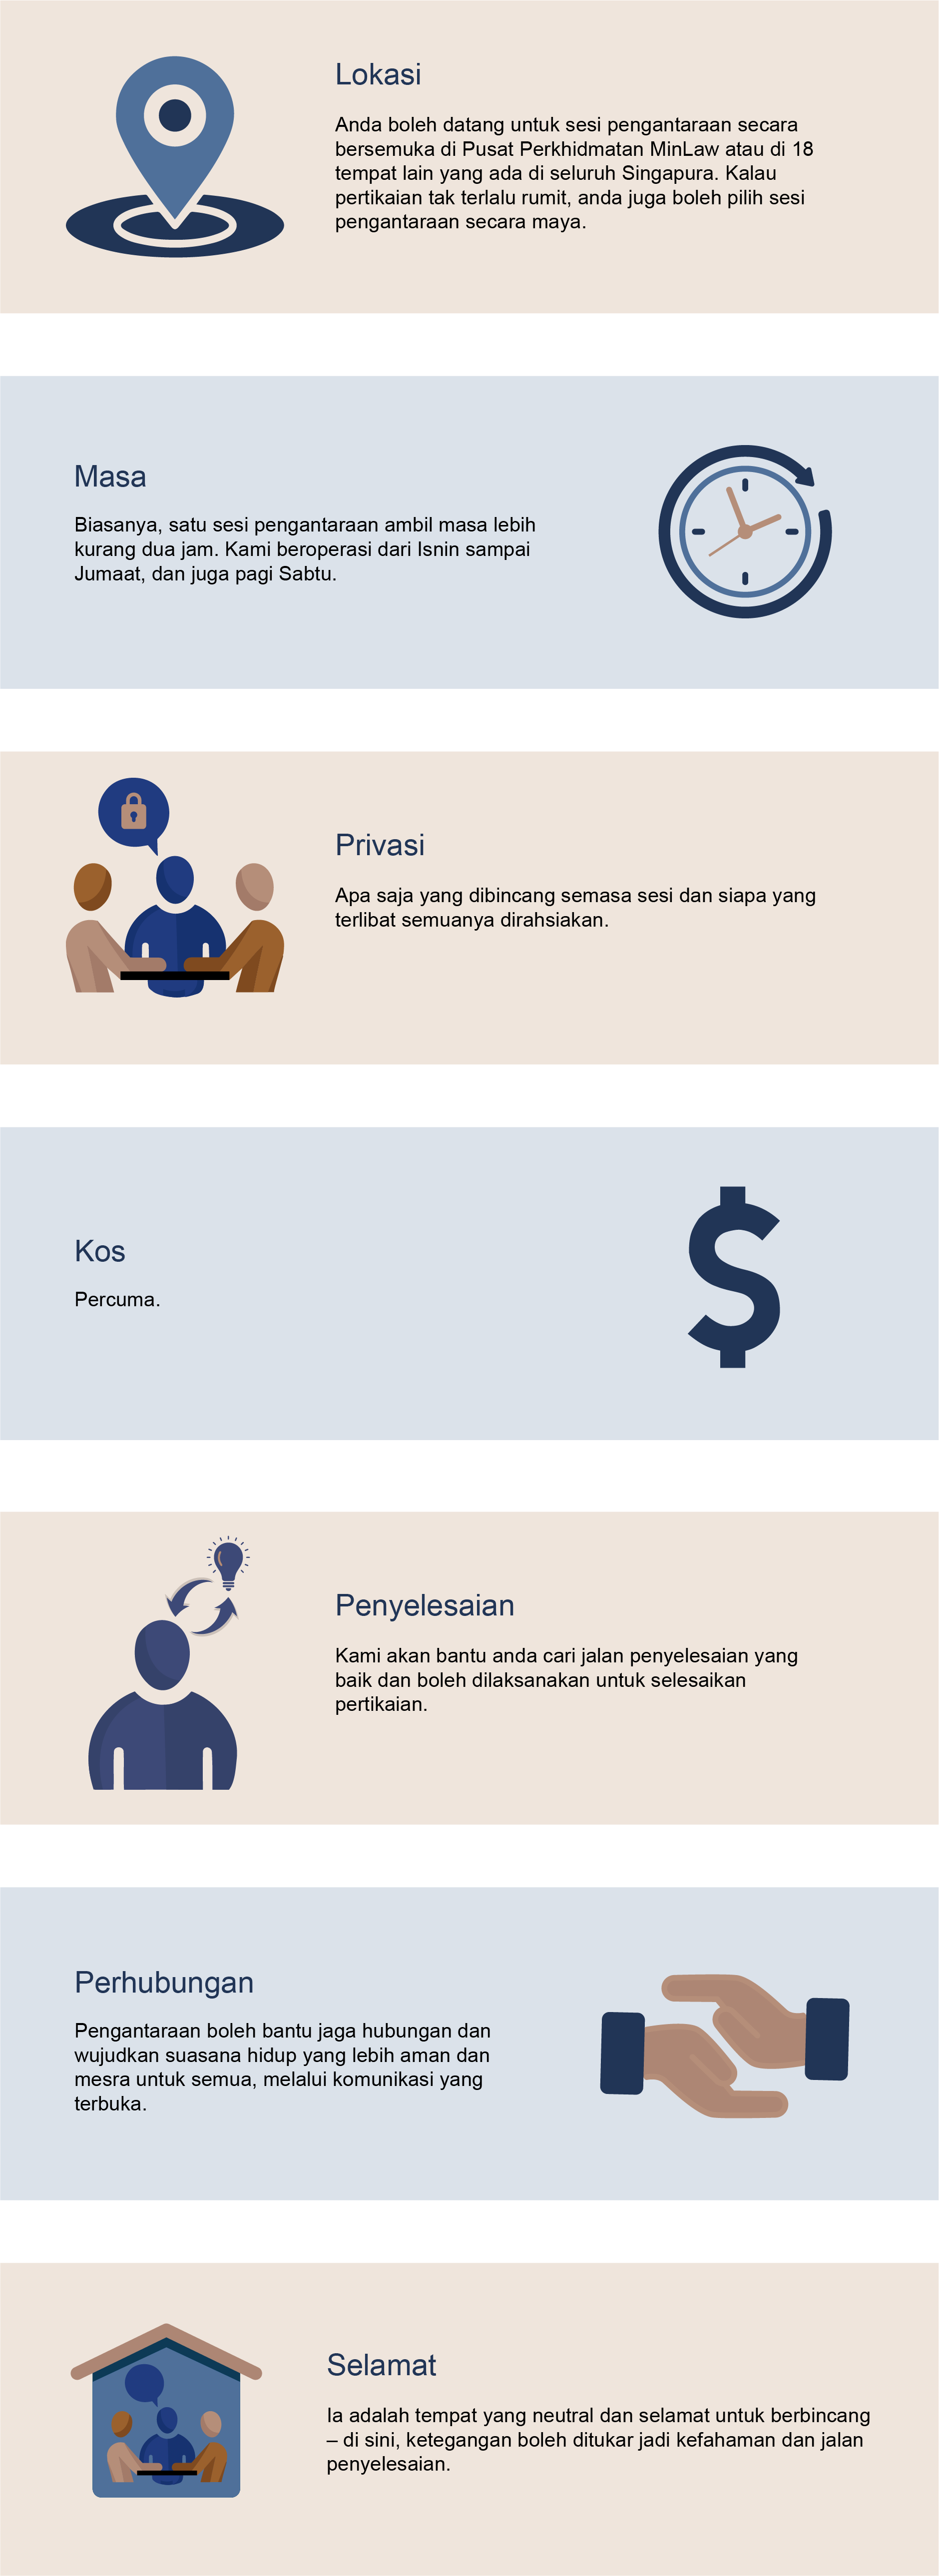 Lokasi
Anda boleh datang untuk sesi pengantaraan secara
bersemuka di Pusat Perkhidmatan MinLaw atau di 18
tempat lain yang ada di seluruh Singapura. Kalau
pertikaian tak terlalu rumit, anda juga boleh pilih sesi
pengantaraan secara maya.
Masa
Biasanya, satu sesi pengantaraan ambil masa lebih
kurang dua jam. Kami beroperasi dari Isnin sampai
Jumaat, dan juga pagi Sabtu.
Privasi
Apa saja yang dibincang semasa sesi dan siapa yang
terlibat semuanya dirahsiakan.
Kos
Percuma.
$
Penyelesaian
Kami akan bantu anda cari jalan penyelesaian yang
baik dan boleh dilaksanakan untuk selesaikan
pertikaian.
Perhubungan
Pengantaraan boleh bantu jaga hubungan dan
wujudkan suasana hidup yang lebih aman dan
mesra untuk semua, melalui komunikasi yang
terbuka.
Selamat
Ia adalah tempat yang neutral dan selamat untuk berbincang
– di sini, ketegangan boleh ditukar jadi kefahaman dan jalan
penyelesaian.